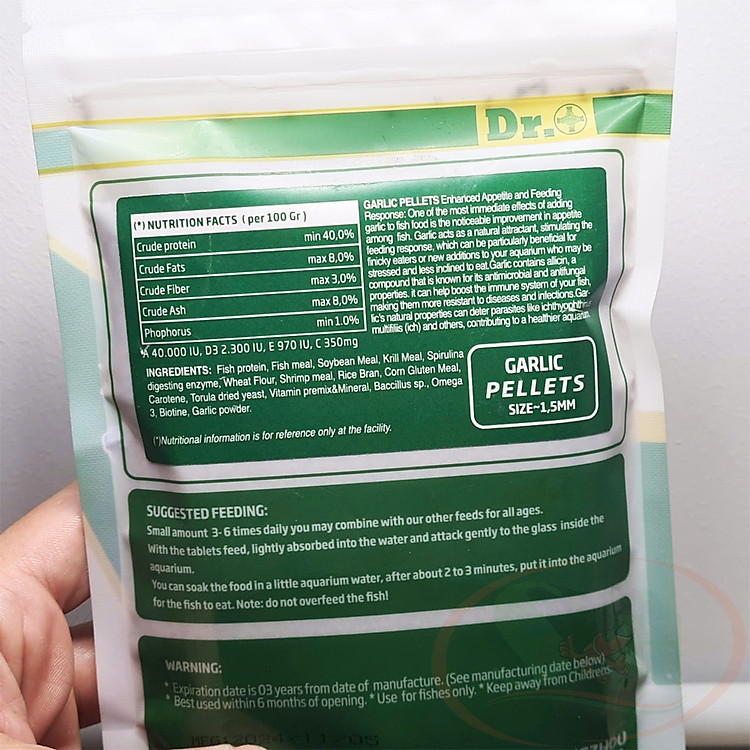 Dr.
(*) NUTRITION FACTS ( per 100 Gr )
Crude protein min 40,0%
Crude Fats max 8,0%
Crude Fiber max 3,0%
Crude Ash max 8,0%
Phophorus min 1.0%
A 40.000 IU, D3 2.300 IU, E 970 IU, C 350mg
GARLIC PELLETS Enhanced Appetite and Feeding
Response: One of the most immediate effects of adding
garlic to fish food is the noticeable improvement in appetite
among fish. Garlic acts as a natural attractant, stimulating the
feeding response, which can be particularly beneficial for
finicky eaters or new additions to your aquarium who may be
stressed and less inclined to eat.Garlic contains allicin, a
compound that is known for its antimicrobial and antifungal
properties. it can help boost the immune system of your fish,
making them more resistant to diseases and infections.Gar-
lic's natural properties can deter parasites like ichthyophthirius
multifiliis (ich) and others, contributing to a healthier aquarium.
INGREDIENTS: Fish protein, Fish meal, Soybean Meal, Krill Meal, Spirulina
digesting enzyme, Wheat Flour, Shrimp meal, Rice Bran, Corn Gluten Meal,
Carotene, Torula dried yeast, Vitamin premix&Mineral, Baccillus sp., Omega
3, Biotine, Garlic powder.
(*)Nutritional information is for reference only at the facility.
GARLIC
PELLETS
SIZE~1,5MM
SUGGESTED FEEDING:
Small amount 3-6 times daily you may combine with our other feeds for all ages.
With the tablets feed, lightly absorbed into the water and attack gently to the glass inside the
aquarium.
You can soak the food in a little aquarium water, after about 2 to 3 minutes, put it into the aquarium
for the fish to eat. Note: do not overfeed the fish!
WARNING:
* Expiration date is 03 years from date of manufacture. (See manufacturing date below)
* Best used within 6 months of opening. * Use for fishes only. * Keep away from Childrens.